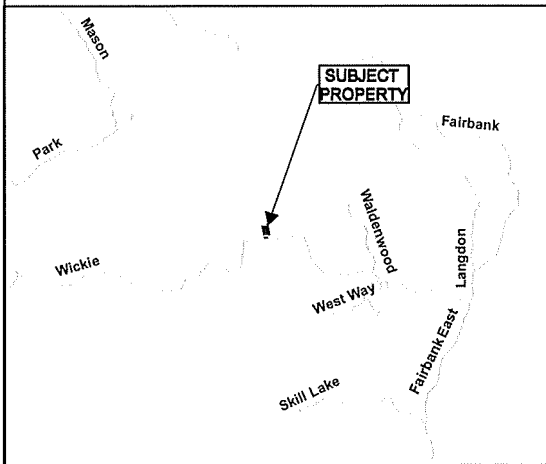 Mason
SUBJECT
PROPERTY
Fairbank
Park
Waldenwood
Wickie
Langdon
West Way
Fairbank East
Skill Lake